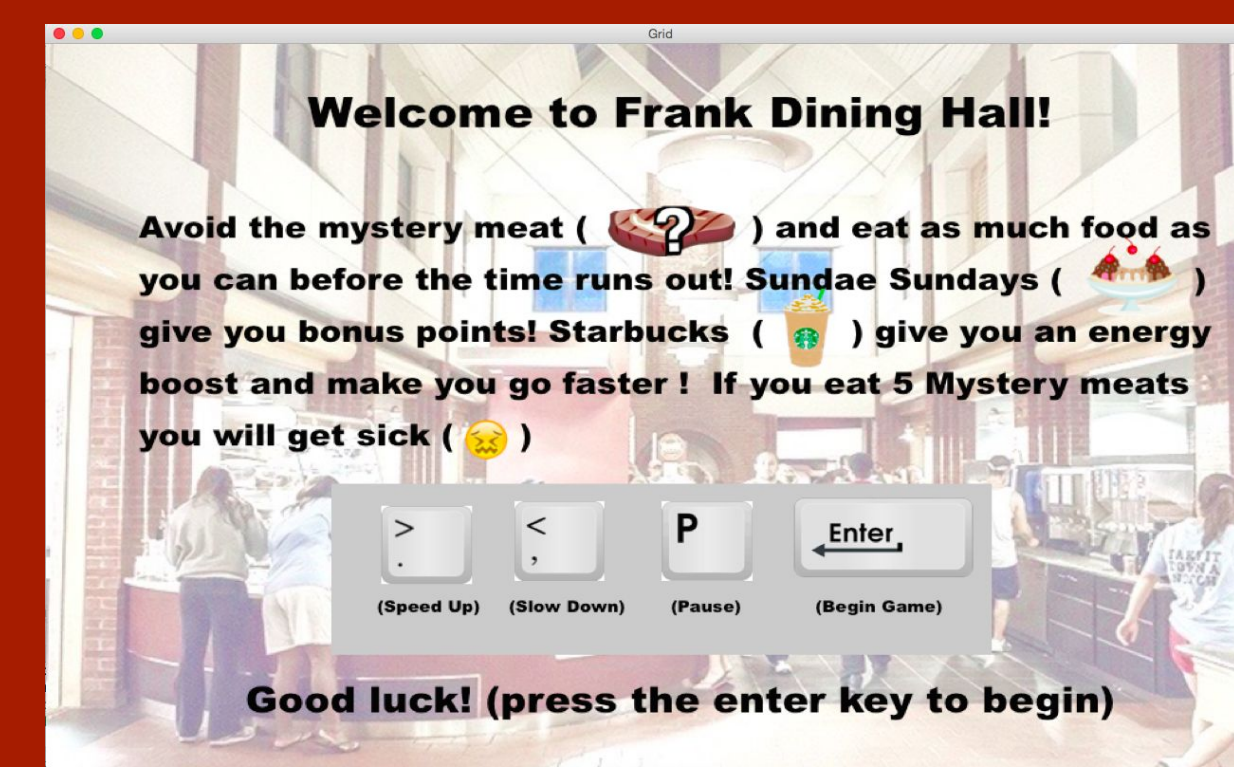 Grid
Welcome to Frank Dining Hall!
Avoid the mystery meat ( ? ) and eat as much food as
you can before the time runs out! Sundae Sundays ( )
give you bonus points! Starbucks ( ) give you an energy
boost and make you go faster ! If you eat 5 Mystery meats
you will get sick ( )
> < P Enter
. ,
(Speed Up) (Slow Down) (Pause) (Begin Game)
Good luck! (press the enter key to begin)